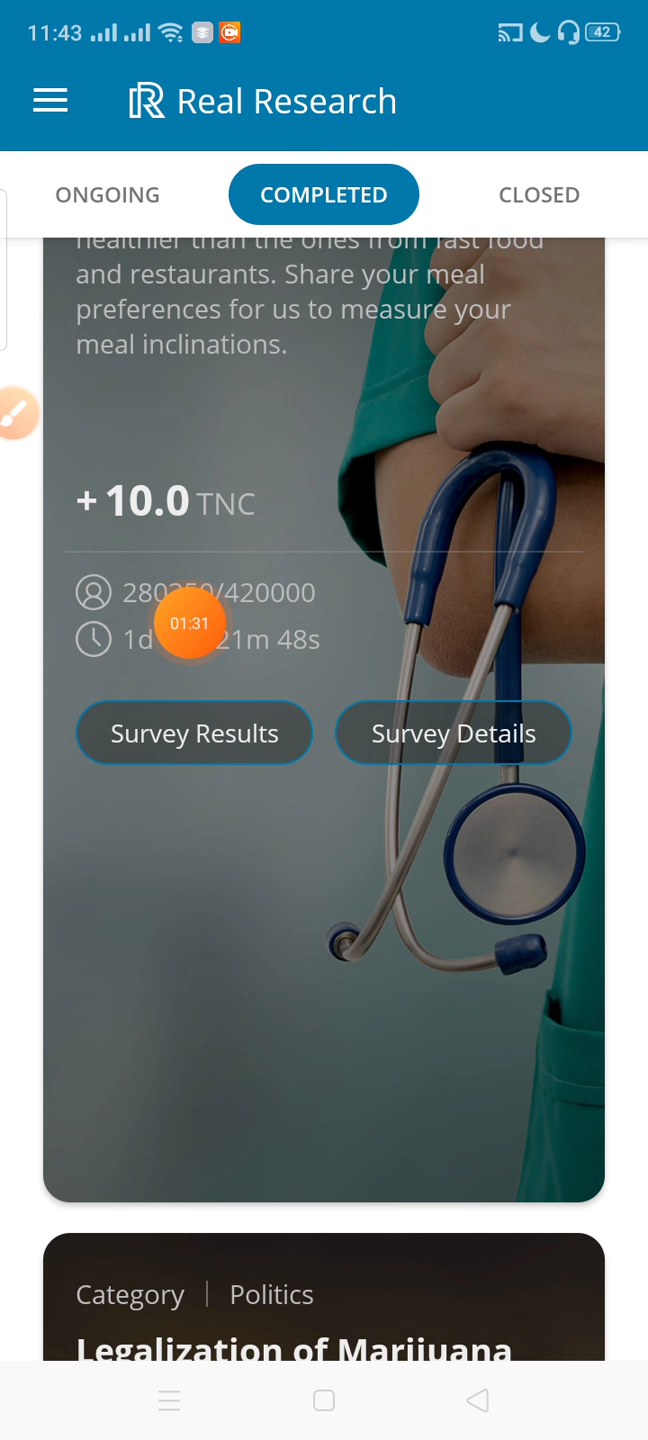 11:43
42
Real Research
ONGOING
COMPLETED
CLOSED
healthier than the ones from fast food
and restaurants. Share your meal
preferences for us to measure your
meal inclinations.
+ 10.0 TNC
/420000
01:31
1d 21m 48s
Survey Results
Survey Details
Category | Politics
Legalization of Marijuana